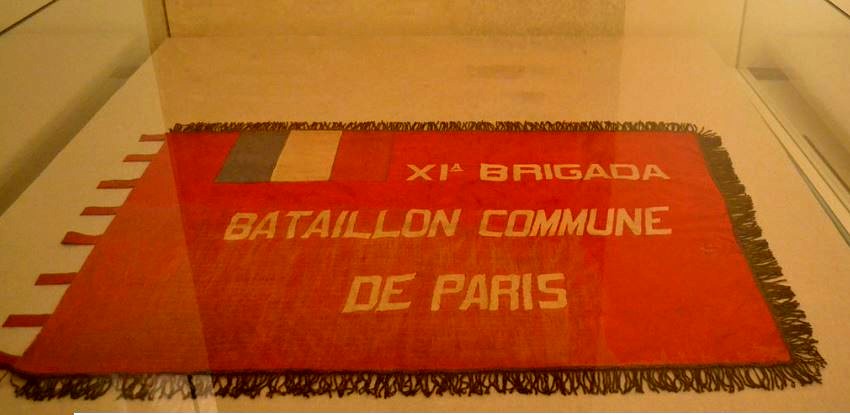 XIª BRIGADA
BATAILLON COMMUNE
DE PARIS